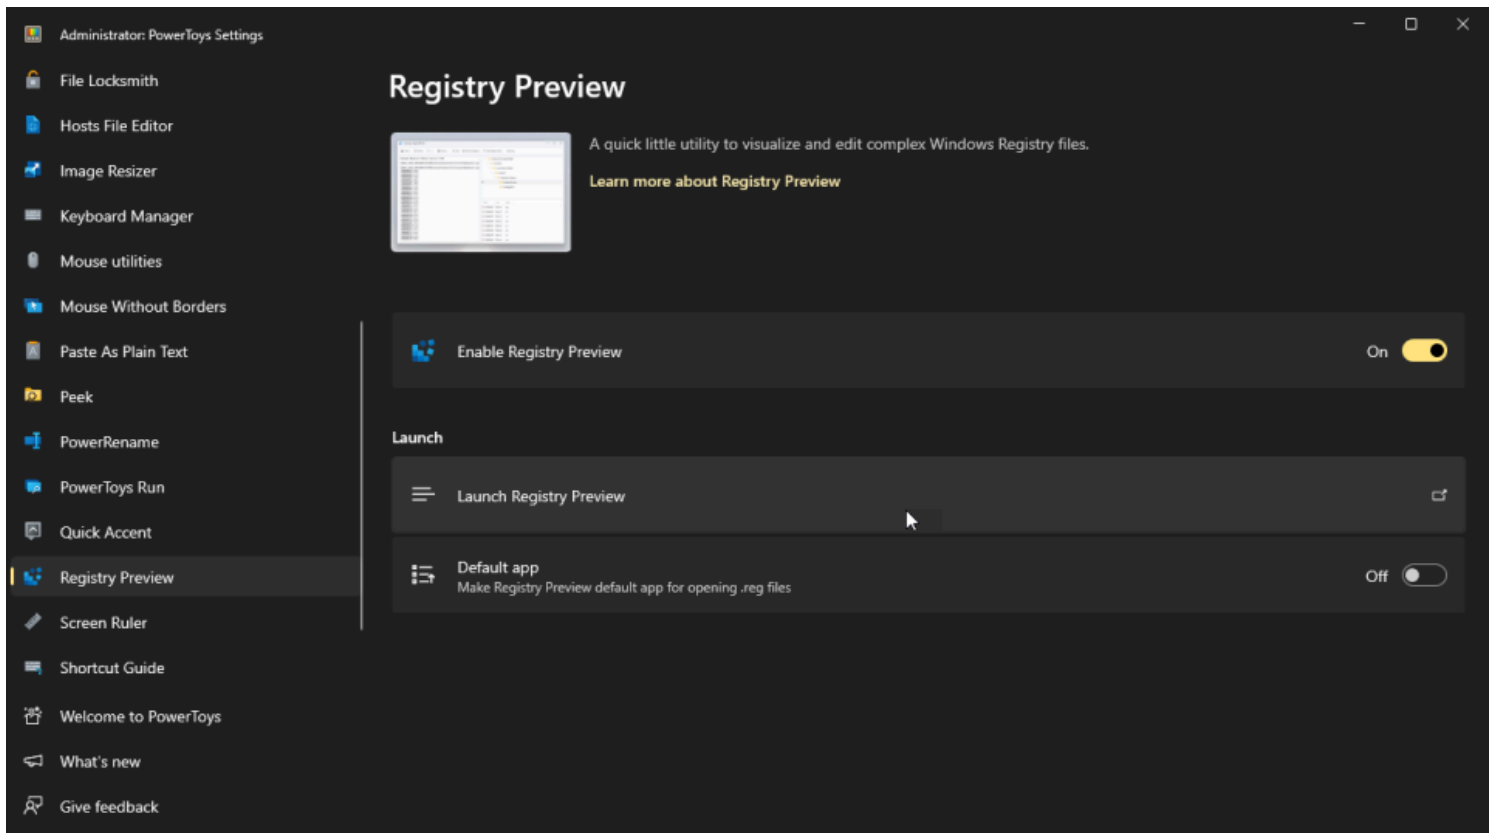 Administrator: PowerToys Settings
File Locksmith
Hosts File Editor
Image Resizer
Keyboard Manager
Mouse utilities
Mouse Without Borders
Paste As Plain Text
Peek
PowerRename
PowerToys Run
Quick Accent
Registry Preview
Screen Ruler
Shortcut Guide
Welcome to PowerToys
What's new
Give feedback
Registry Preview
A quick little utility to visualize and edit complex Windows Registry files.
Learn more about Registry Preview
Enable Registry Preview
On
Launch
Launch Registry Preview
Default app
Make Registry Preview default app for opening .reg files
Off